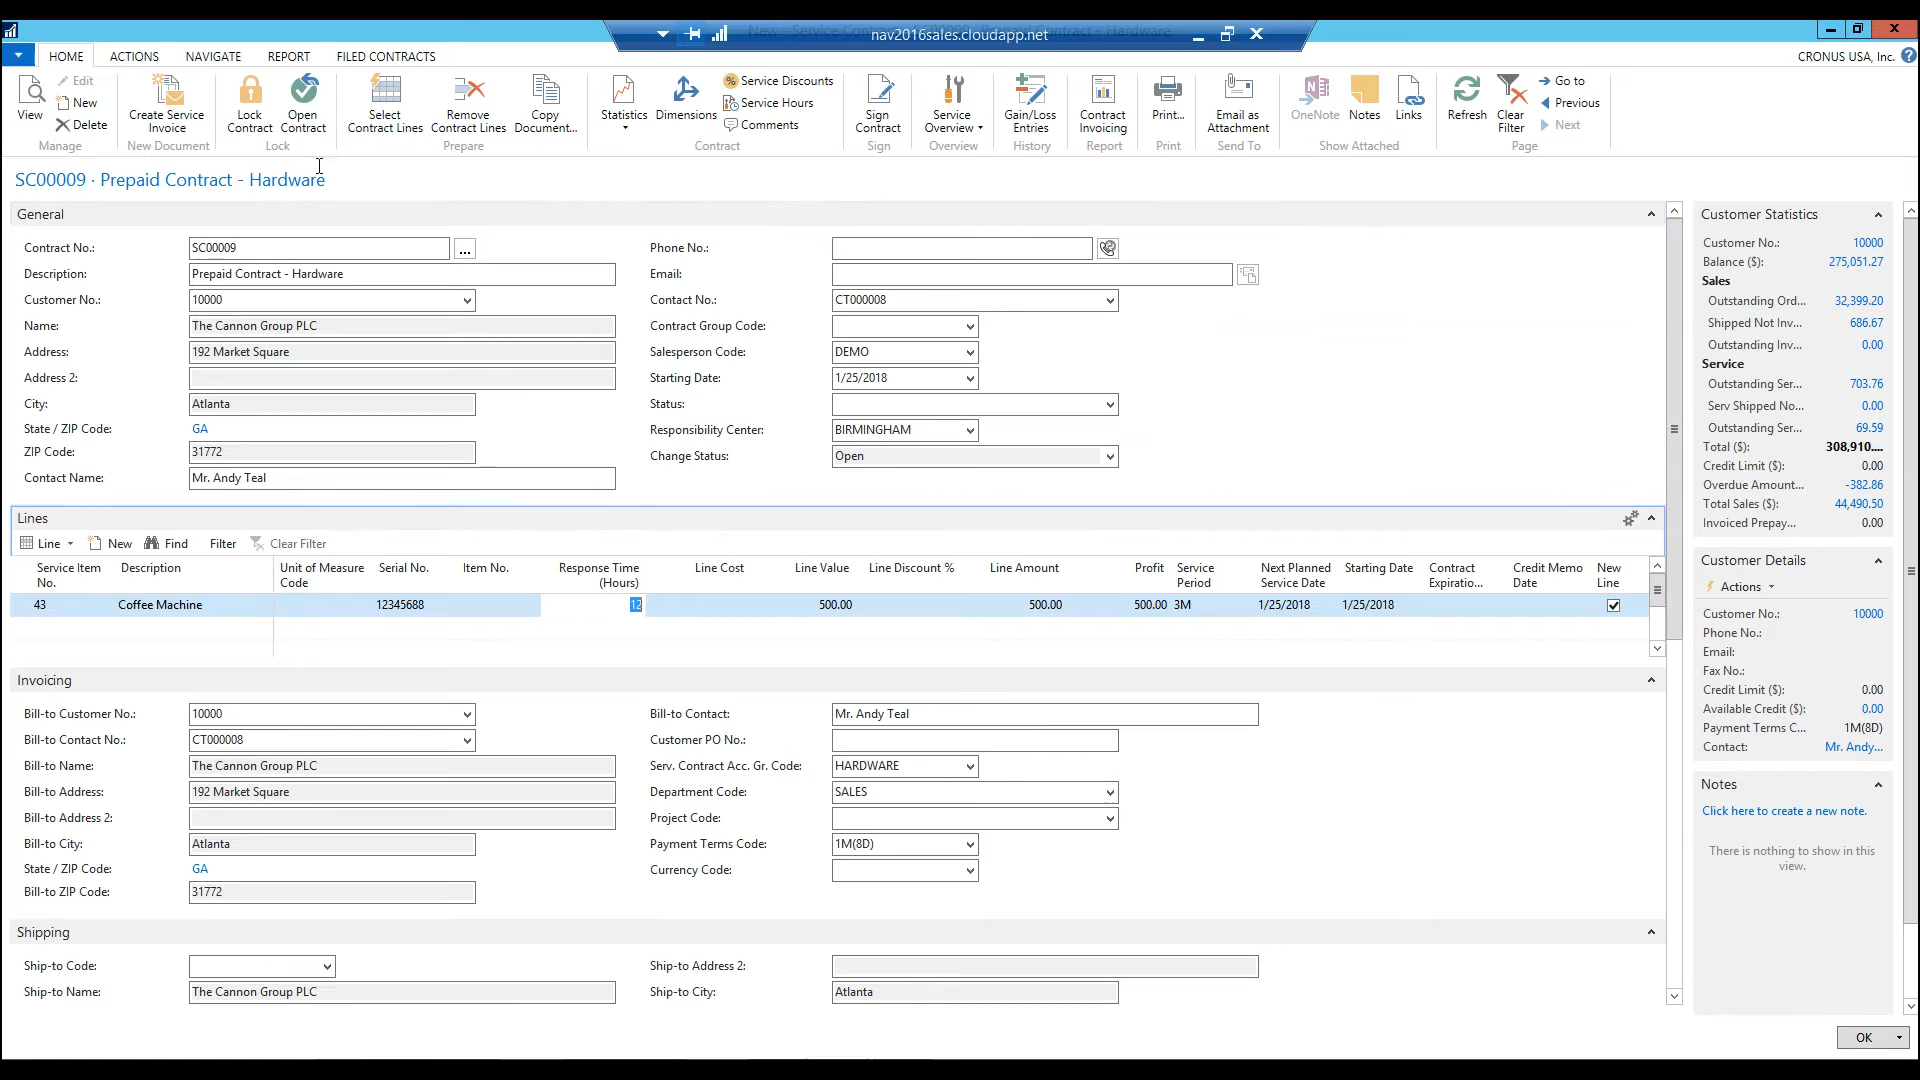 nav2016sales.cloudapp.net
HOME ACTIONS NAVIGATE REPORT FILED CONTRACTS
CRONUS USA, Inc.
View Edit New Delete
Create Service Invoice
Lock Contract
Open Contract
Select Contract Lines
Remove Contract Lines
Copy Document...
Statistics
Dimensions
Service Discounts
Service Hours
Comments
Sign Contract
Service Overview
Gain/Loss Entries
Contract Invoicing
Print...
Email as Attachment
OneNote
Notes
Links
Refresh
Clear Filter
Go to
Previous
Next
Manage New Document Lock Prepare Contract Sign Overview History Report Print Send To Show Attached Page
SC00009 · Prepaid Contract - Hardware
General
Contract No.: SC00009 ...
Description: Prepaid Contract - Hardware
Customer No.: 10000
Name: The Cannon Group PLC
Address: 192 Market Square
Address 2:
City: Atlanta
State / ZIP Code: GA
ZIP Code: 31772
Contact Name: Mr. Andy Teal
Phone No.:
Email:
Contact No.: CT000008
Contract Group Code:
Salesperson Code: DEMO
Starting Date: 1/25/2018
Status:
Responsibility Center: BIRMINGHAM
Change Status: Open
Lines
Line New Find Filter Clear Filter
Service Item No. Description Unit of Measure Code Serial No. Item No. Response Time (Hours) Line Cost Line Value Line Discount % Line Amount Profit Service Period Next Planned Service Date Starting Date Contract Expiratio... Credit Memo Date New Line
43 Coffee Machine 12345688 12 500.00 500.00 500.00 3M 1/25/2018 1/25/2018
Invoicing
Bill-to Customer No.: 10000
Bill-to Contact No.: CT000008
Bill-to Name: The Cannon Group PLC
Bill-to Address: 192 Market Square
Bill-to Address 2:
Bill-to City: Atlanta
State / ZIP Code: GA
Bill-to ZIP Code: 31772
Bill-to Contact: Mr. Andy Teal
Customer PO No.:
Serv. Contract Acc. Gr. Code: HARDWARE
Department Code: SALES
Project Code:
Payment Terms Code: 1M(8D)
Currency Code:
Shipping
Ship-to Code:
Ship-to Name: The Cannon Group PLC
Ship-to Address 2:
Ship-to City: Atlanta
Customer Statistics
Customer No.: 10000
Balance ($): 275,051.27
Sales
Outstanding Ord... 32,399.20
Shipped Not Inv... 686.67
Outstanding Inv... 0.00
Service
Outstanding Ser... 703.76
Serv Shipped No... 0.00
Outstanding Ser... 69.59
Total ($): 308,910....
Credit Limit ($): 0.00
Overdue Amount... -382.86
Total Sales ($): 44,490.50
Invoiced Prepay... 0.00
Customer Details
Actions
Customer No.: 10000
Phone No.:
Email:
Fax No.:
Credit Limit ($): 0.00
Available Credit ($): 0.00
Payment Terms C... 1M(8D)
Contact: Mr. Andy...
Notes
Click here to create a new note.
There is nothing to show in this
view.
OK